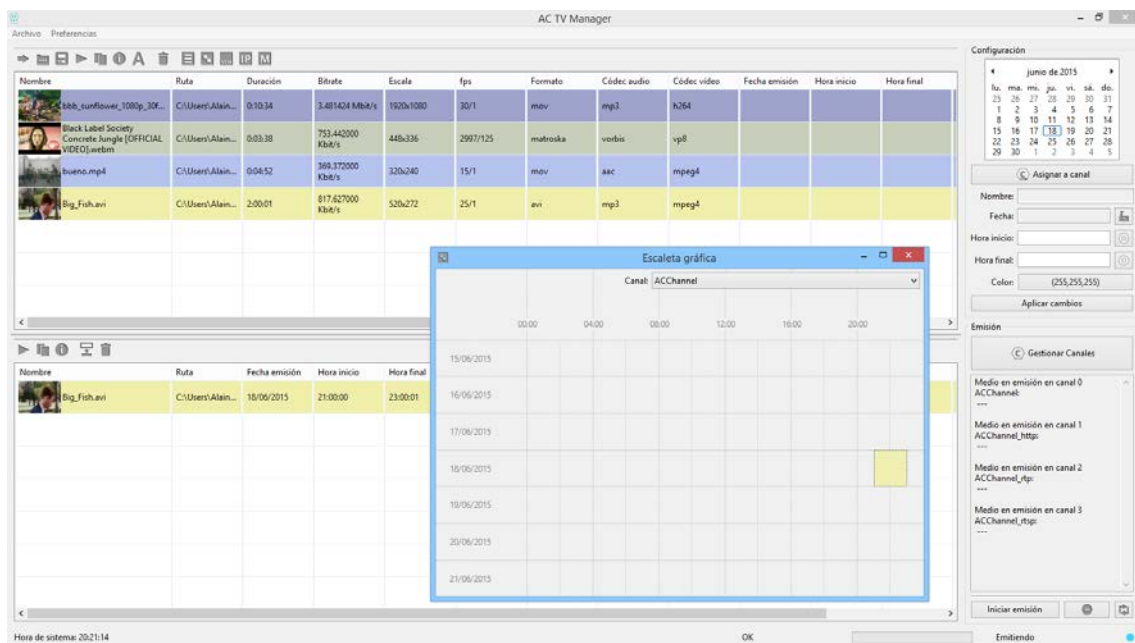 AC TV Manager
Archivo Preferencias
Nombre Ruta Duración Bitrate Escala fps Formato Códec audio Códec vídeo Fecha emisión Hora inicio Hora final
bbb_sunflower_1080p_30f... C:\Users\Alain... 0:10:34 3.481424 Mbit/s 1920x1080 30/1 mov mp3 h264
Black Label Society
Concrete Jungle [OFFICIAL
VIDEO].webm
C:\Users\Alain... 0:03:38 753.442000
Kbit/s
448x336 2997/125 matroska vorbis vp8
bueno.mp4 C:\Users\Alain... 0:04:52 369.372000
Kbit/s
320x240 15/1 mov aac mpeg4
Big_Fish.avi C:\Users\Alain... 2:00:01 817.627000
Kbit/s
520x272 25/1 avi mp3 mpeg4
Nombre Ruta Fecha emisión Hora inicio Hora final
Big_Fish.avi C:\Users\Alain... 18/06/2015 21:00:00 23:00:01
Escaleta gráfica
Canal: ACChannel
00:00 04:00 08:00 12:00 16:00 20:00
15/06/2015
16/06/2015
17/06/2015
18/06/2015
19/06/2015
20/06/2015
21/06/2015
Configuración
junio de 2015
lu. ma. mi. ju. vi. sá. do.
25 26 27 28 29 30 31
1 2 3 4 5 6 7
8 9 10 11 12 13 14
15 16 17 18 19 20 21
22 23 24 25 26 27 28
29 30 1 2 3 4 5
C Asignar a canal
Nombre:
Fecha:
Hora inicio:
Hora final:
Color: (255,255,255)
Aplicar cambios
Emisión
C Gestionar Canales
Medio en emisión en canal 0
ACChannel:
---
Medio en emisión en canal 1
ACChannel_http:
---
Medio en emisión en canal 2
ACChannel_rtp:
---
Medio en emisión en canal 3
ACChannel_rtsp:
---
Iniciar emisión
Hora de sistema: 20:21:14 OK Emitiendo